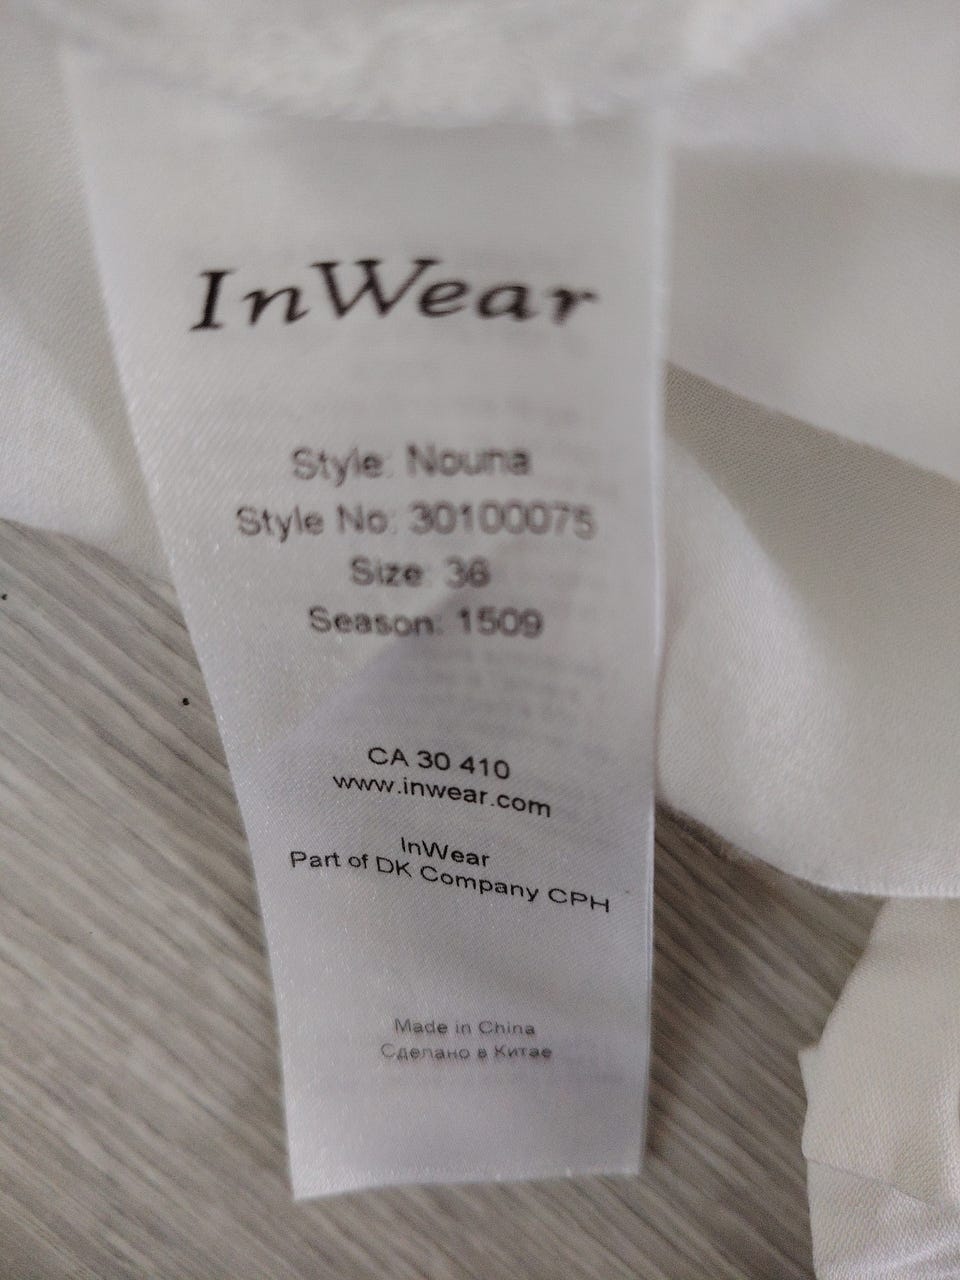 InWear
Style: Nouna
Style No: 30100075
Size: 36
Season: 1509
CA 30 410
www.inwear.com
InWear
Part of DK Company CPH
Made in China
Сделано в Китае